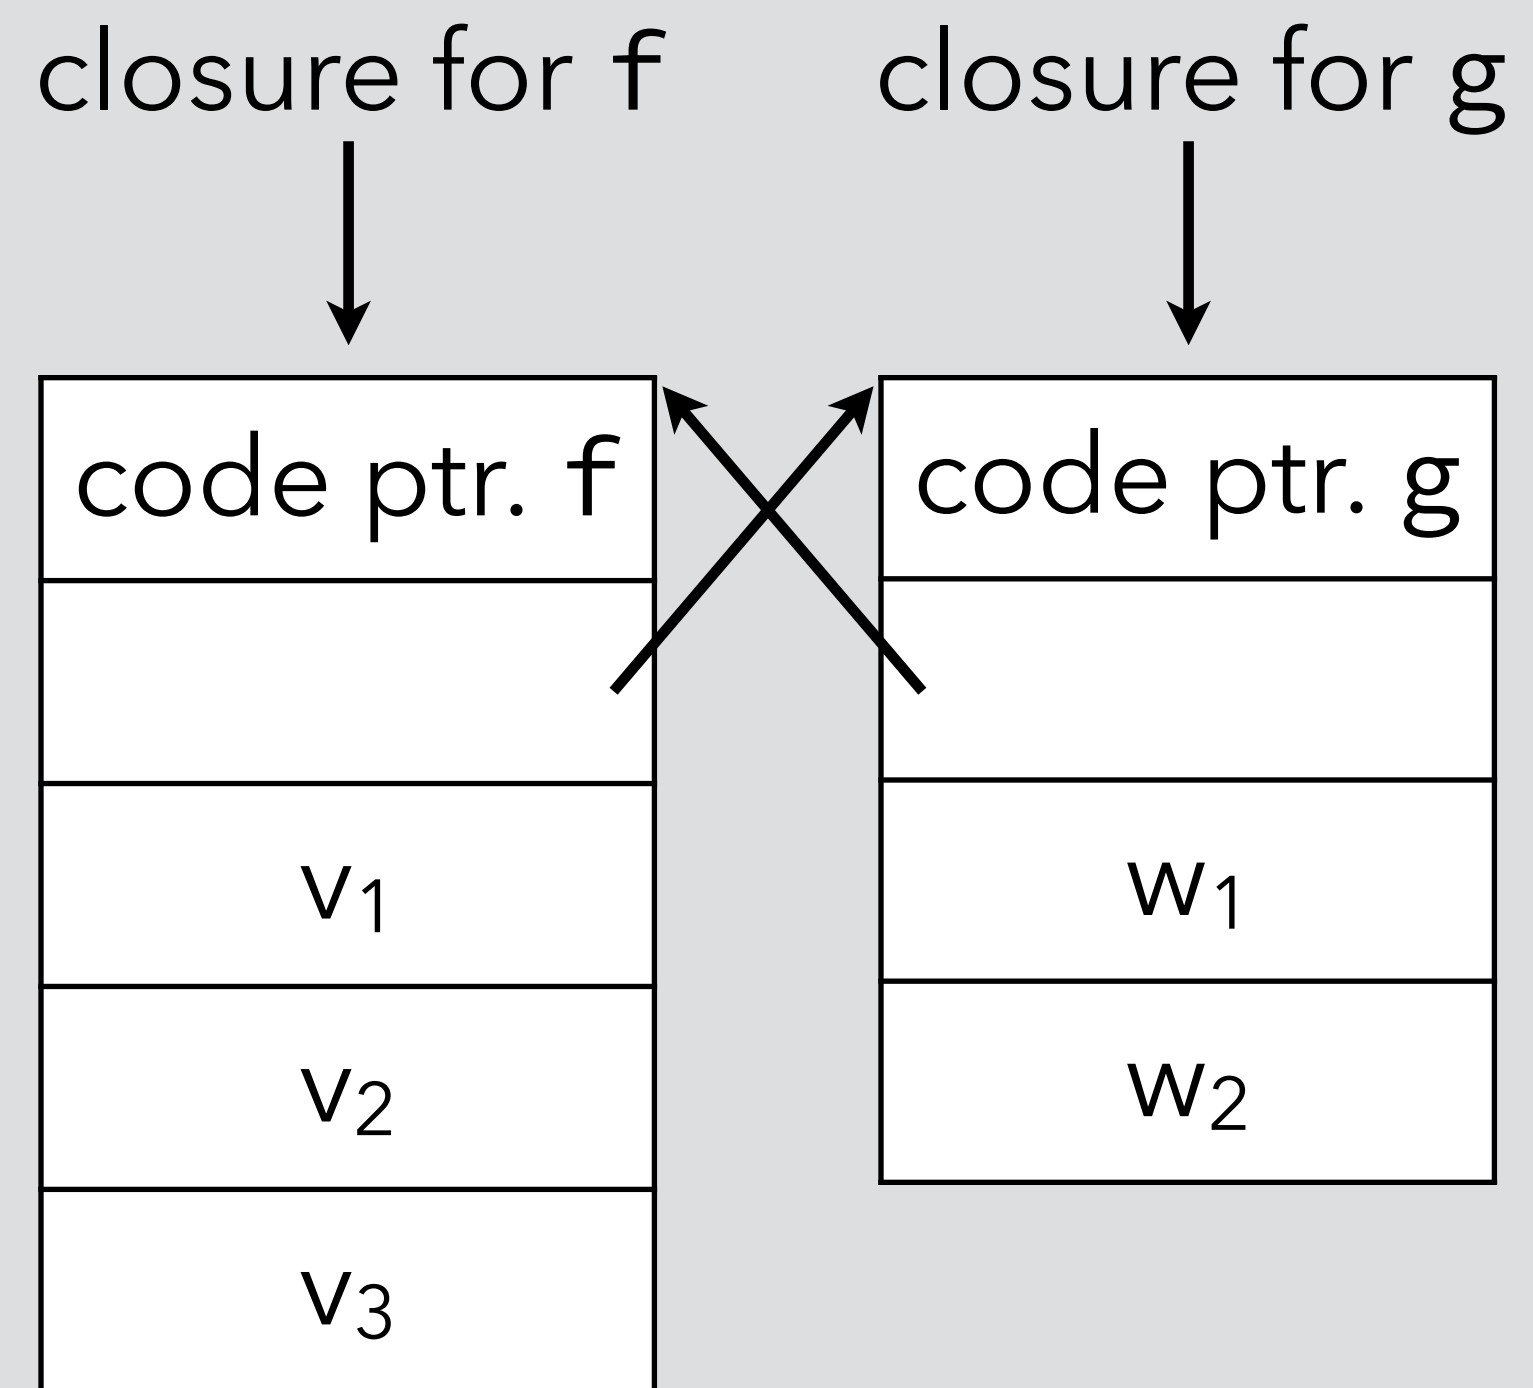 closure for f
closure for g
code ptr. f
v1
v2
v3
code ptr. g
w1
w2